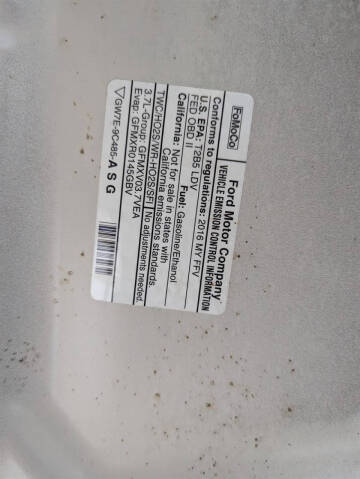 FoMoCo
Ford Motor Company
VEHICLE EMISSION CONTROL INFORMATION
Conforms to regulations: 2016 MY FFV
U.S. EPA: T2B5 LDV
FED OBD II Fuel: Gasoline/Ethanol
California: Not for sale in states with
California emissions standards.
TWC/HO2S/WR-HO2S/SFI No adjustments needed.
3.7L-Group: GFMXV03.7VEA
Evap: GFMXR0145GBV
GW7E-9C485-ASG